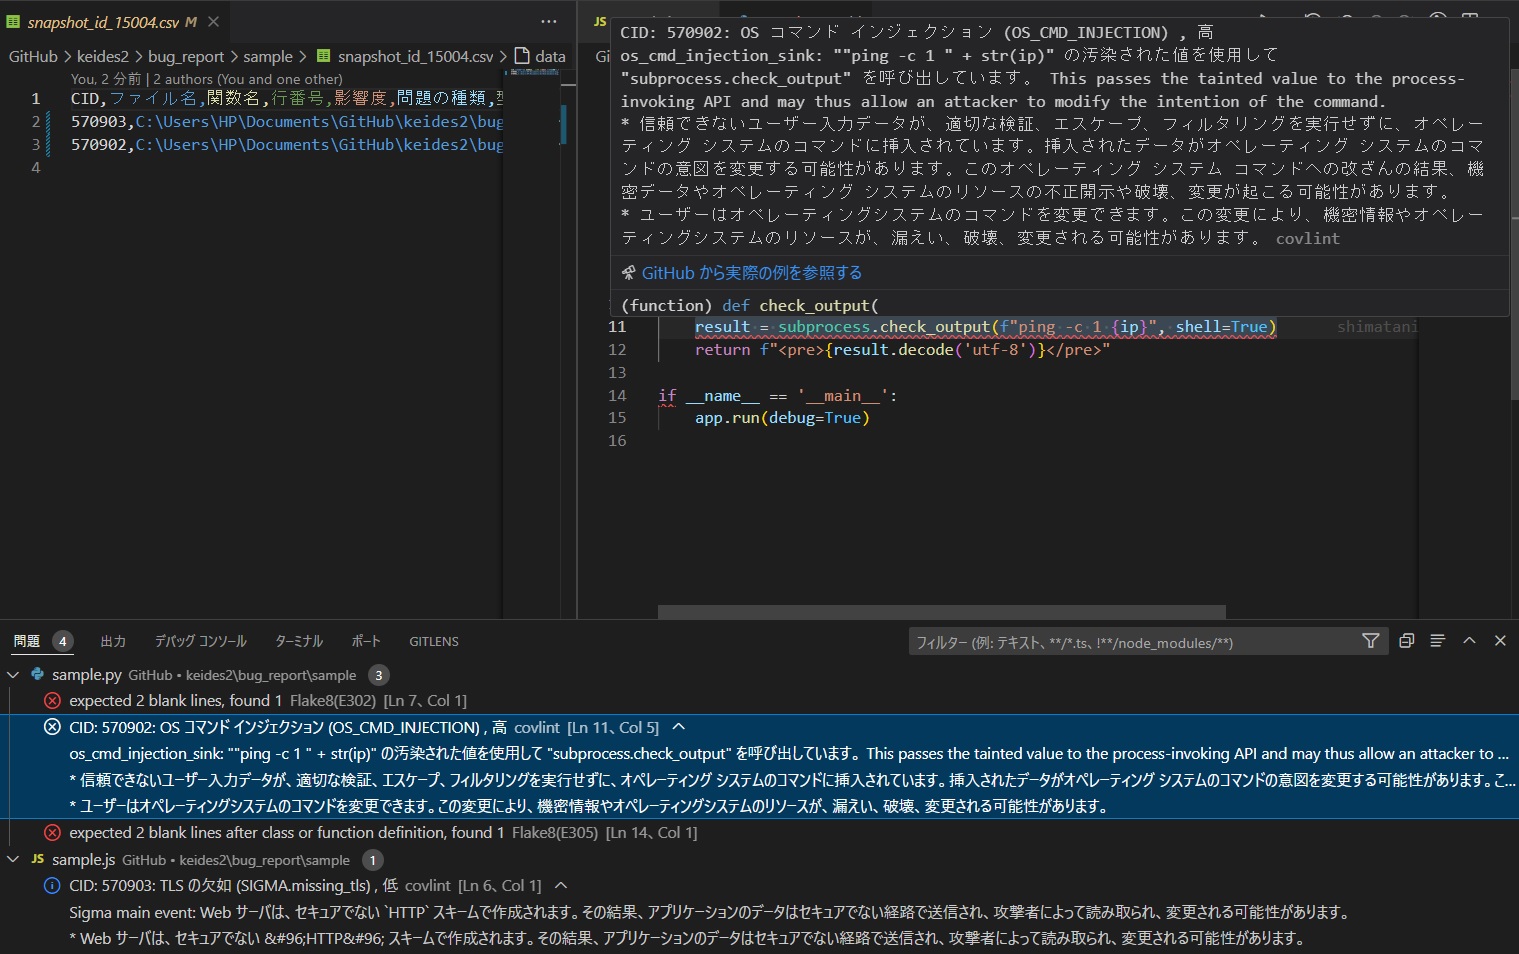 snapshot_id_15004.csv M
JS
GitHub > keides2 > bug_report > sample > snapshot_id_15004.csv > data
Gi
You, 2 分前 | 2 authors (You and one other)
1 CID,ファイル名,関数名,行番号,影響度,問題の種類,
2 570903,C:\Users\HP\Documents\GitHub\keides2\bug
3 570902,C:\Users\HP\Documents\GitHub\keides2\bug
4
CID: 570902: OS コマンド インジェクション (OS_CMD_INJECTION) , 高
os_cmd_injection_sink: ""ping -c 1 " + str(ip)" の汚染された値を使用して
"subprocess.check_output" を呼び出しています。 This passes the tainted value to the process-
invoking API and may thus allow an attacker to modify the intention of the command.
* 信頼できないユーザー入力データが、適切な検証、エスケープ、フィルタリングを実行せずに、オペレー
ティング システムのコマンドに挿入されています。挿入されたデータがオペレーティング システムのコマ
ンドの意図を変更する可能性があります。このオペレーティング システム コマンドへの改ざんの結果、機
密データやオペレーティング システムのリソースの不正開示や破壊、変更が起こる可能性があります。
* ユーザーはオペレーティングシステムのコマンドを変更できます。この変更により、機密情報やオペレー
ティングシステムのリソースが、漏えい、破壊、変更される可能性があります。 covlint
GitHub から実際の例を参照する
(function) def check_output(
11 result = subprocess.check_output(f"ping -c 1 {ip}", shell=True) shimatani
12 return f"<pre>{result.decode('utf-8')}</pre>"
13
14 if __name__ == '__main__':
15 app.run(debug=True)
16
問題 4 出力 デバッグ コンソール ターミナル ポート GITLENS
フィルター (例: テキスト、**/*.ts、!**/node_modules/**)
sample.py GitHub • keides2\bug_report\sample 3
expected 2 blank lines, found 1 Flake8(E302) [Ln 7、Col 1]
CID: 570902: OS コマンド インジェクション (OS_CMD_INJECTION) , 高 covlint [Ln 11、Col 5]
os_cmd_injection_sink: ""ping -c 1 " + str(ip)" の汚染された値を使用して "subprocess.check_output" を呼び出しています。 This passes the tainted value to the process-invoking API and may thus allow an attacker to ...
* 信頼できないユーザー入力データが、適切な検証、エスケープ、フィルタリングを実行せずに、オペレーティング システムのコマンドに挿入されています。挿入されたデータがオペレーティング システムのコマンドの意図を変更する可能性があります。こ...
* ユーザーはオペレーティングシステムのコマンドを変更できます。この変更により、機密情報やオペレーティングシステムのリソースが、漏えい、破壊、変更される可能性があります。
expected 2 blank lines after class or function definition, found 1 Flake8(E305) [Ln 14、Col 1]
JS sample.js GitHub • keides2\bug_report\sample 1
CID: 570903: TLS の欠如 (SIGMA.missing_tls) , 低 covlint [Ln 6、Col 1]
Sigma main event: Web サーバは、セキュアでない `HTTP` スキームで作成されます。その結果、アプリケーションのデータはセキュアでない経路で送信され、攻撃者によって読み取られ、変更される可能性があります。
* Web サーバは、セキュアでない &#96;HTTP&#96; スキームで作成されます。その結果、アプリケーションのデータはセキュアでない経路で送信され、攻撃者によって読み取られ、変更される可能性があります。